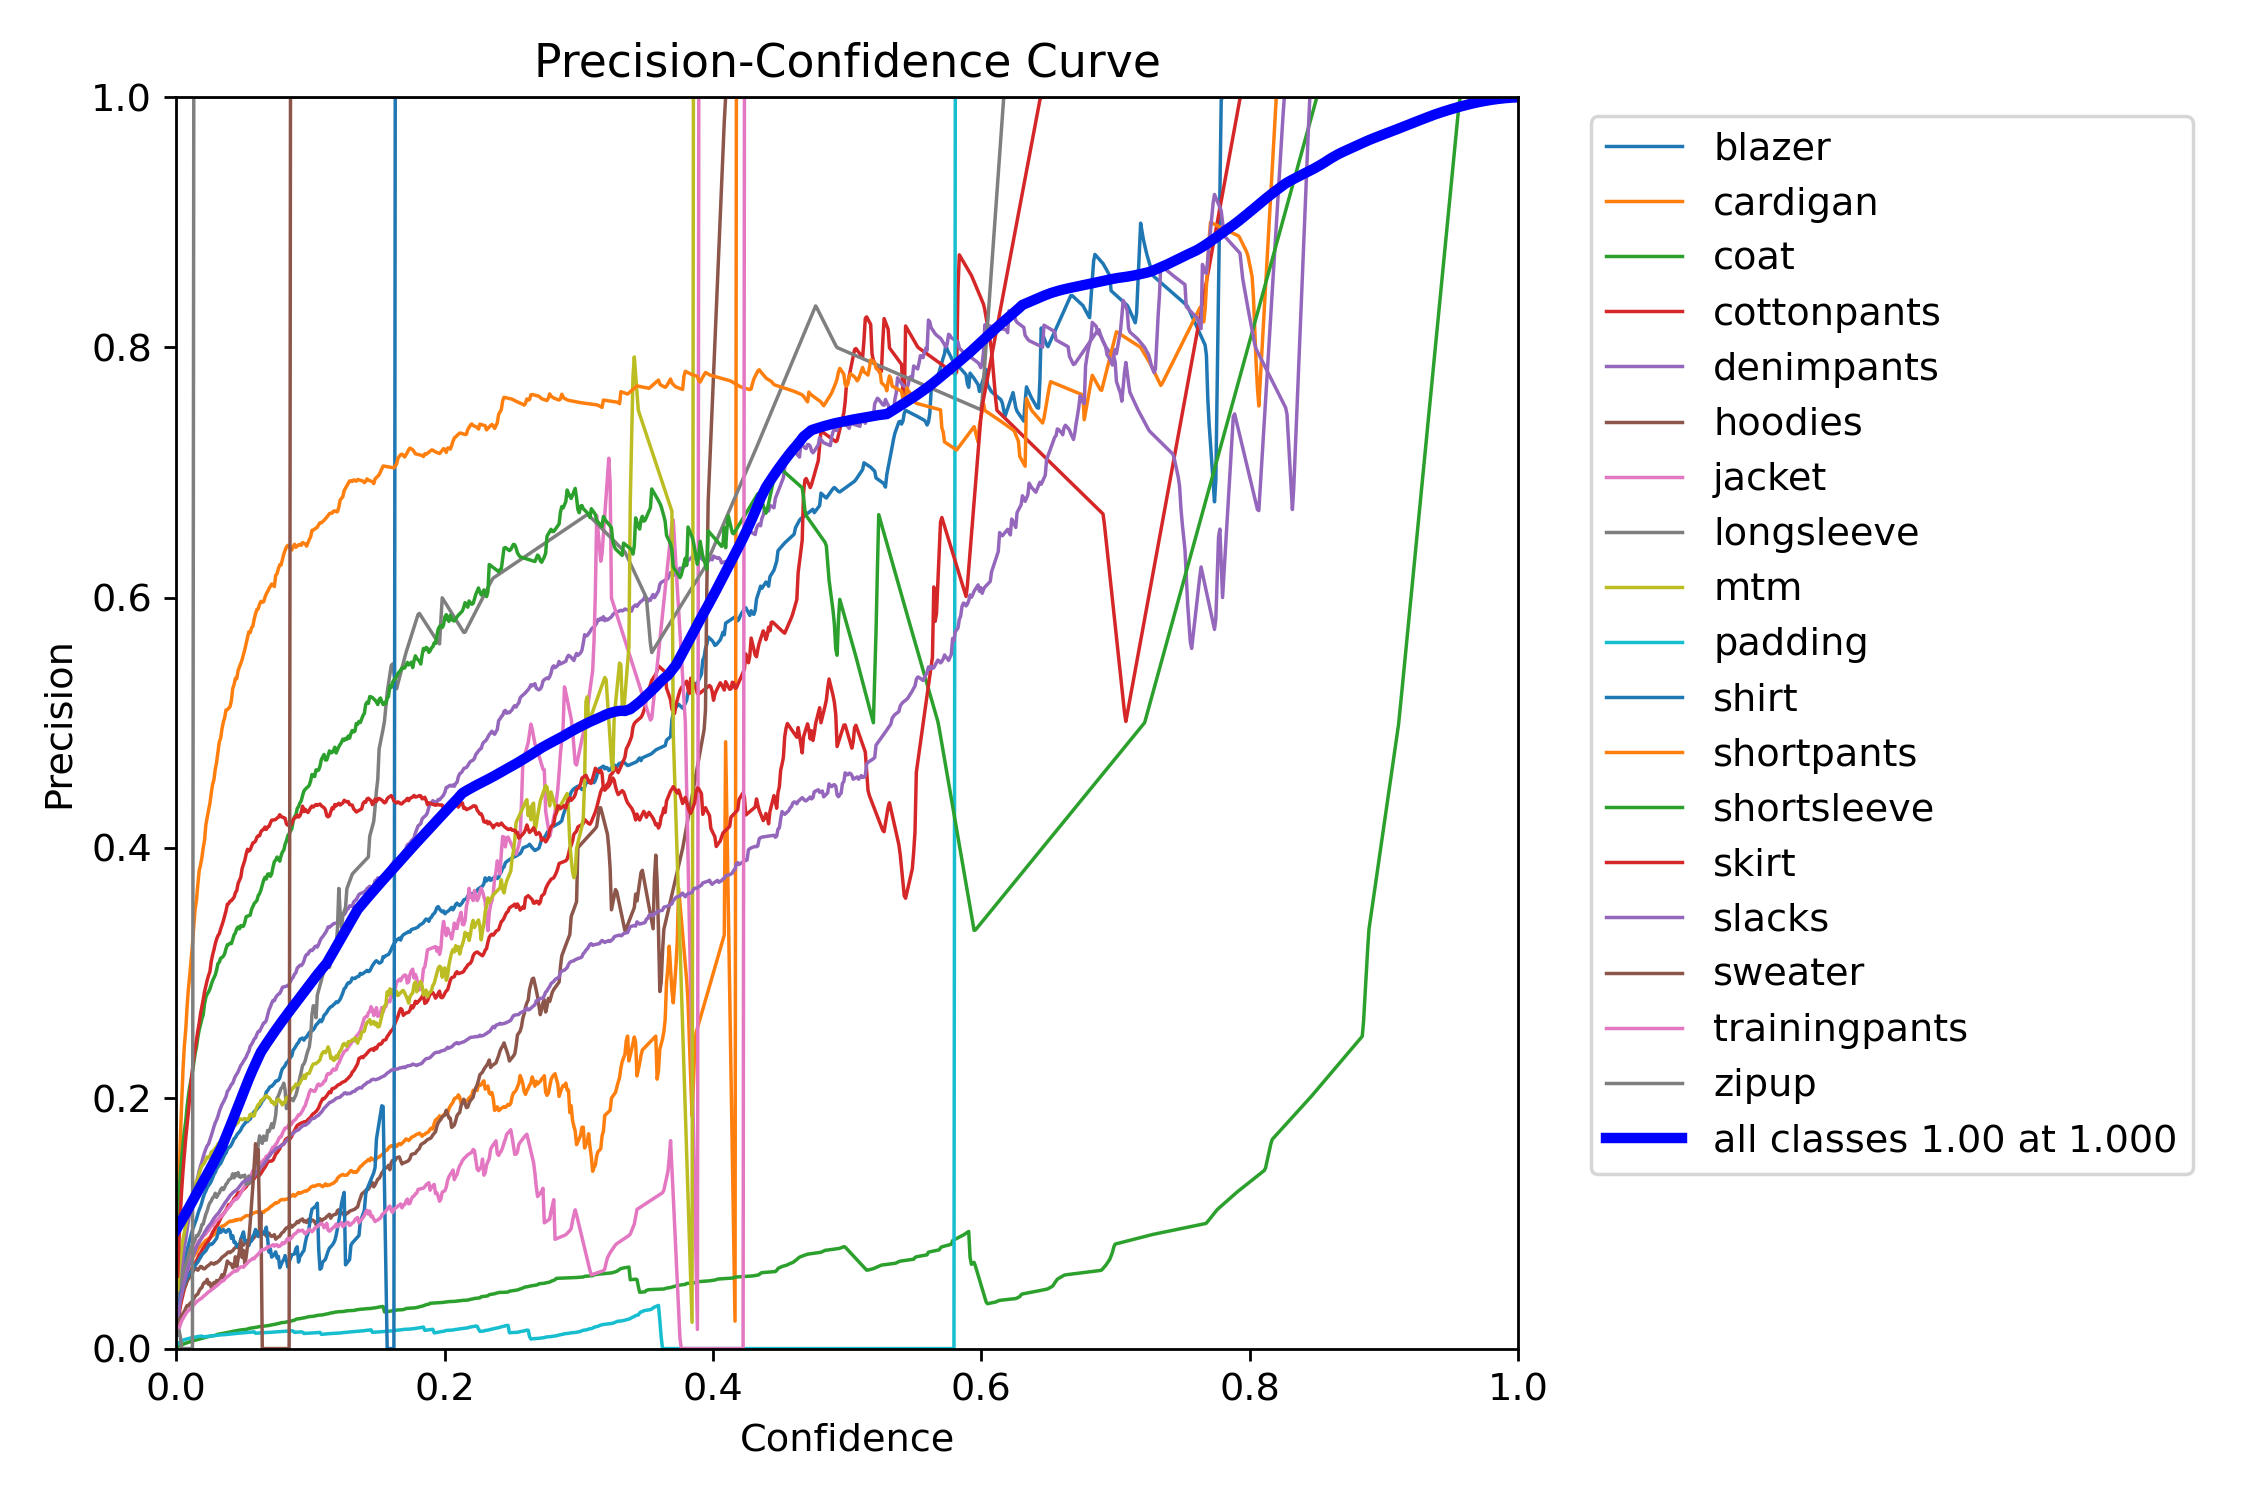 Precision-Confidence Curve
1.0
0.8
0.6
0.4
0.2
0.0
Precision
0.0 0.2 0.4 0.6 0.8 1.0
Confidence
blazer
cardigan
coat
cottonpants
denimpants
hoodies
jacket
longsleeve
mtm
padding
shirt
shortpants
shortsleeve
skirt
slacks
sweater
trainingpants
zipup
all classes 1.00 at 1.000